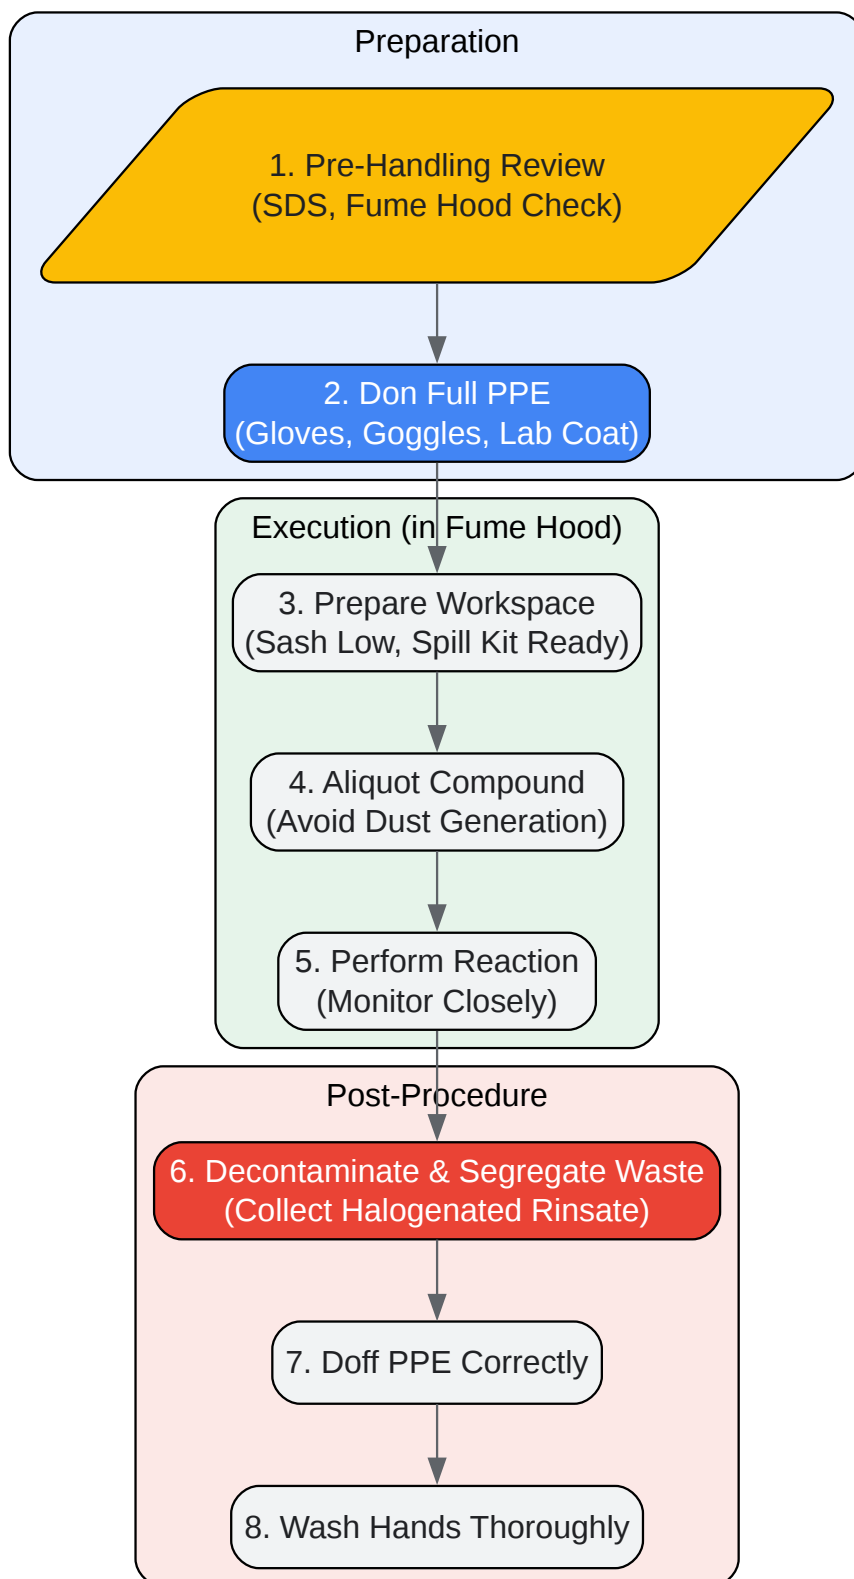 Preparation
1. Pre-Handling Review
(SDS, Fume Hood Check)
2. Don Full PPE
(Gloves, Goggles, Lab Coat)
Execution (in Fume Hood)
3. Prepare Workspace
(Sash Low, Spill Kit Ready)
4. Aliquot Compound
(Avoid Dust Generation)
5. Perform Reaction
(Monitor Closely)
Post-Procedure
6. Decontaminate & Segregate Waste
(Collect Halogenated Rinsate)
7. Doff PPE Correctly
8. Wash Hands Thoroughly